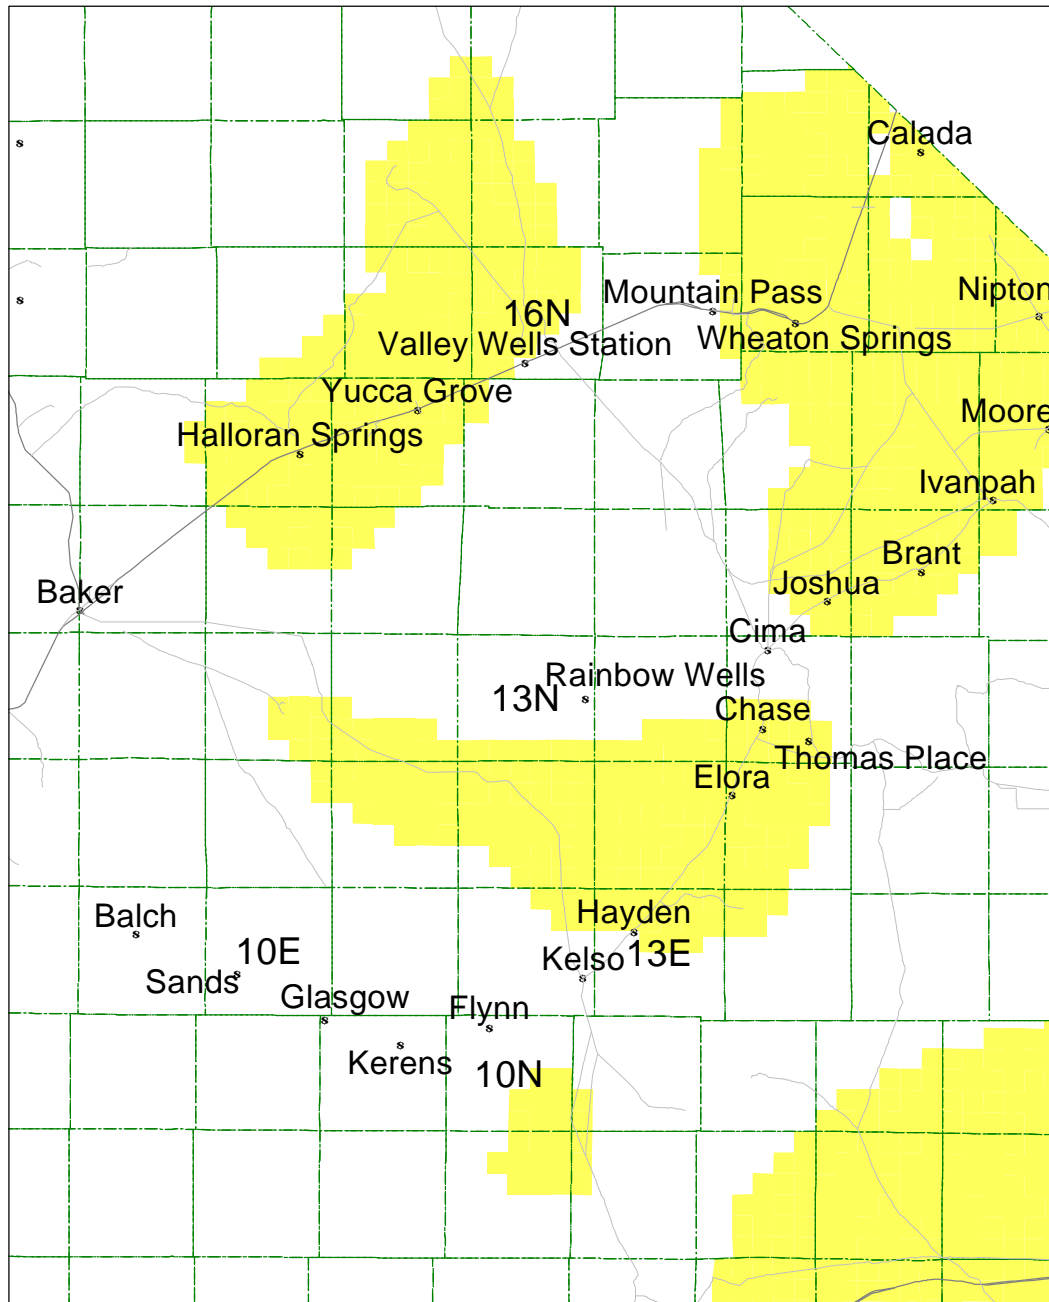 Calada
Mountain Pass
Nipton
16N
Wheaton Springs
Valley Wells Station
Yucca Grove
Moore
Halloran Springs
Ivanpah
Brant
Joshua
Baker
Cima
Rainbow Wells
13N
Chase
Thomas Place
Elora
Hayden
Balch
10E
13E
Kelso
Sands
Glasgow
Flynn
Kerens
10N